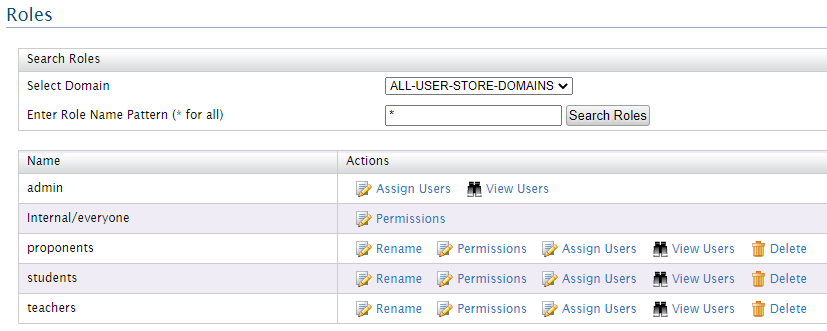 Roles
Search Roles
Select Domain ALL-USER-STORE-DOMAINS
Enter Role Name Pattern (* for all) * Search Roles
Name Actions
admin Assign Users View Users
Internal/everyone Permissions
proponents Rename Permissions Assign Users View Users Delete
students Rename Permissions Assign Users View Users Delete
teachers Rename Permissions Assign Users View Users Delete